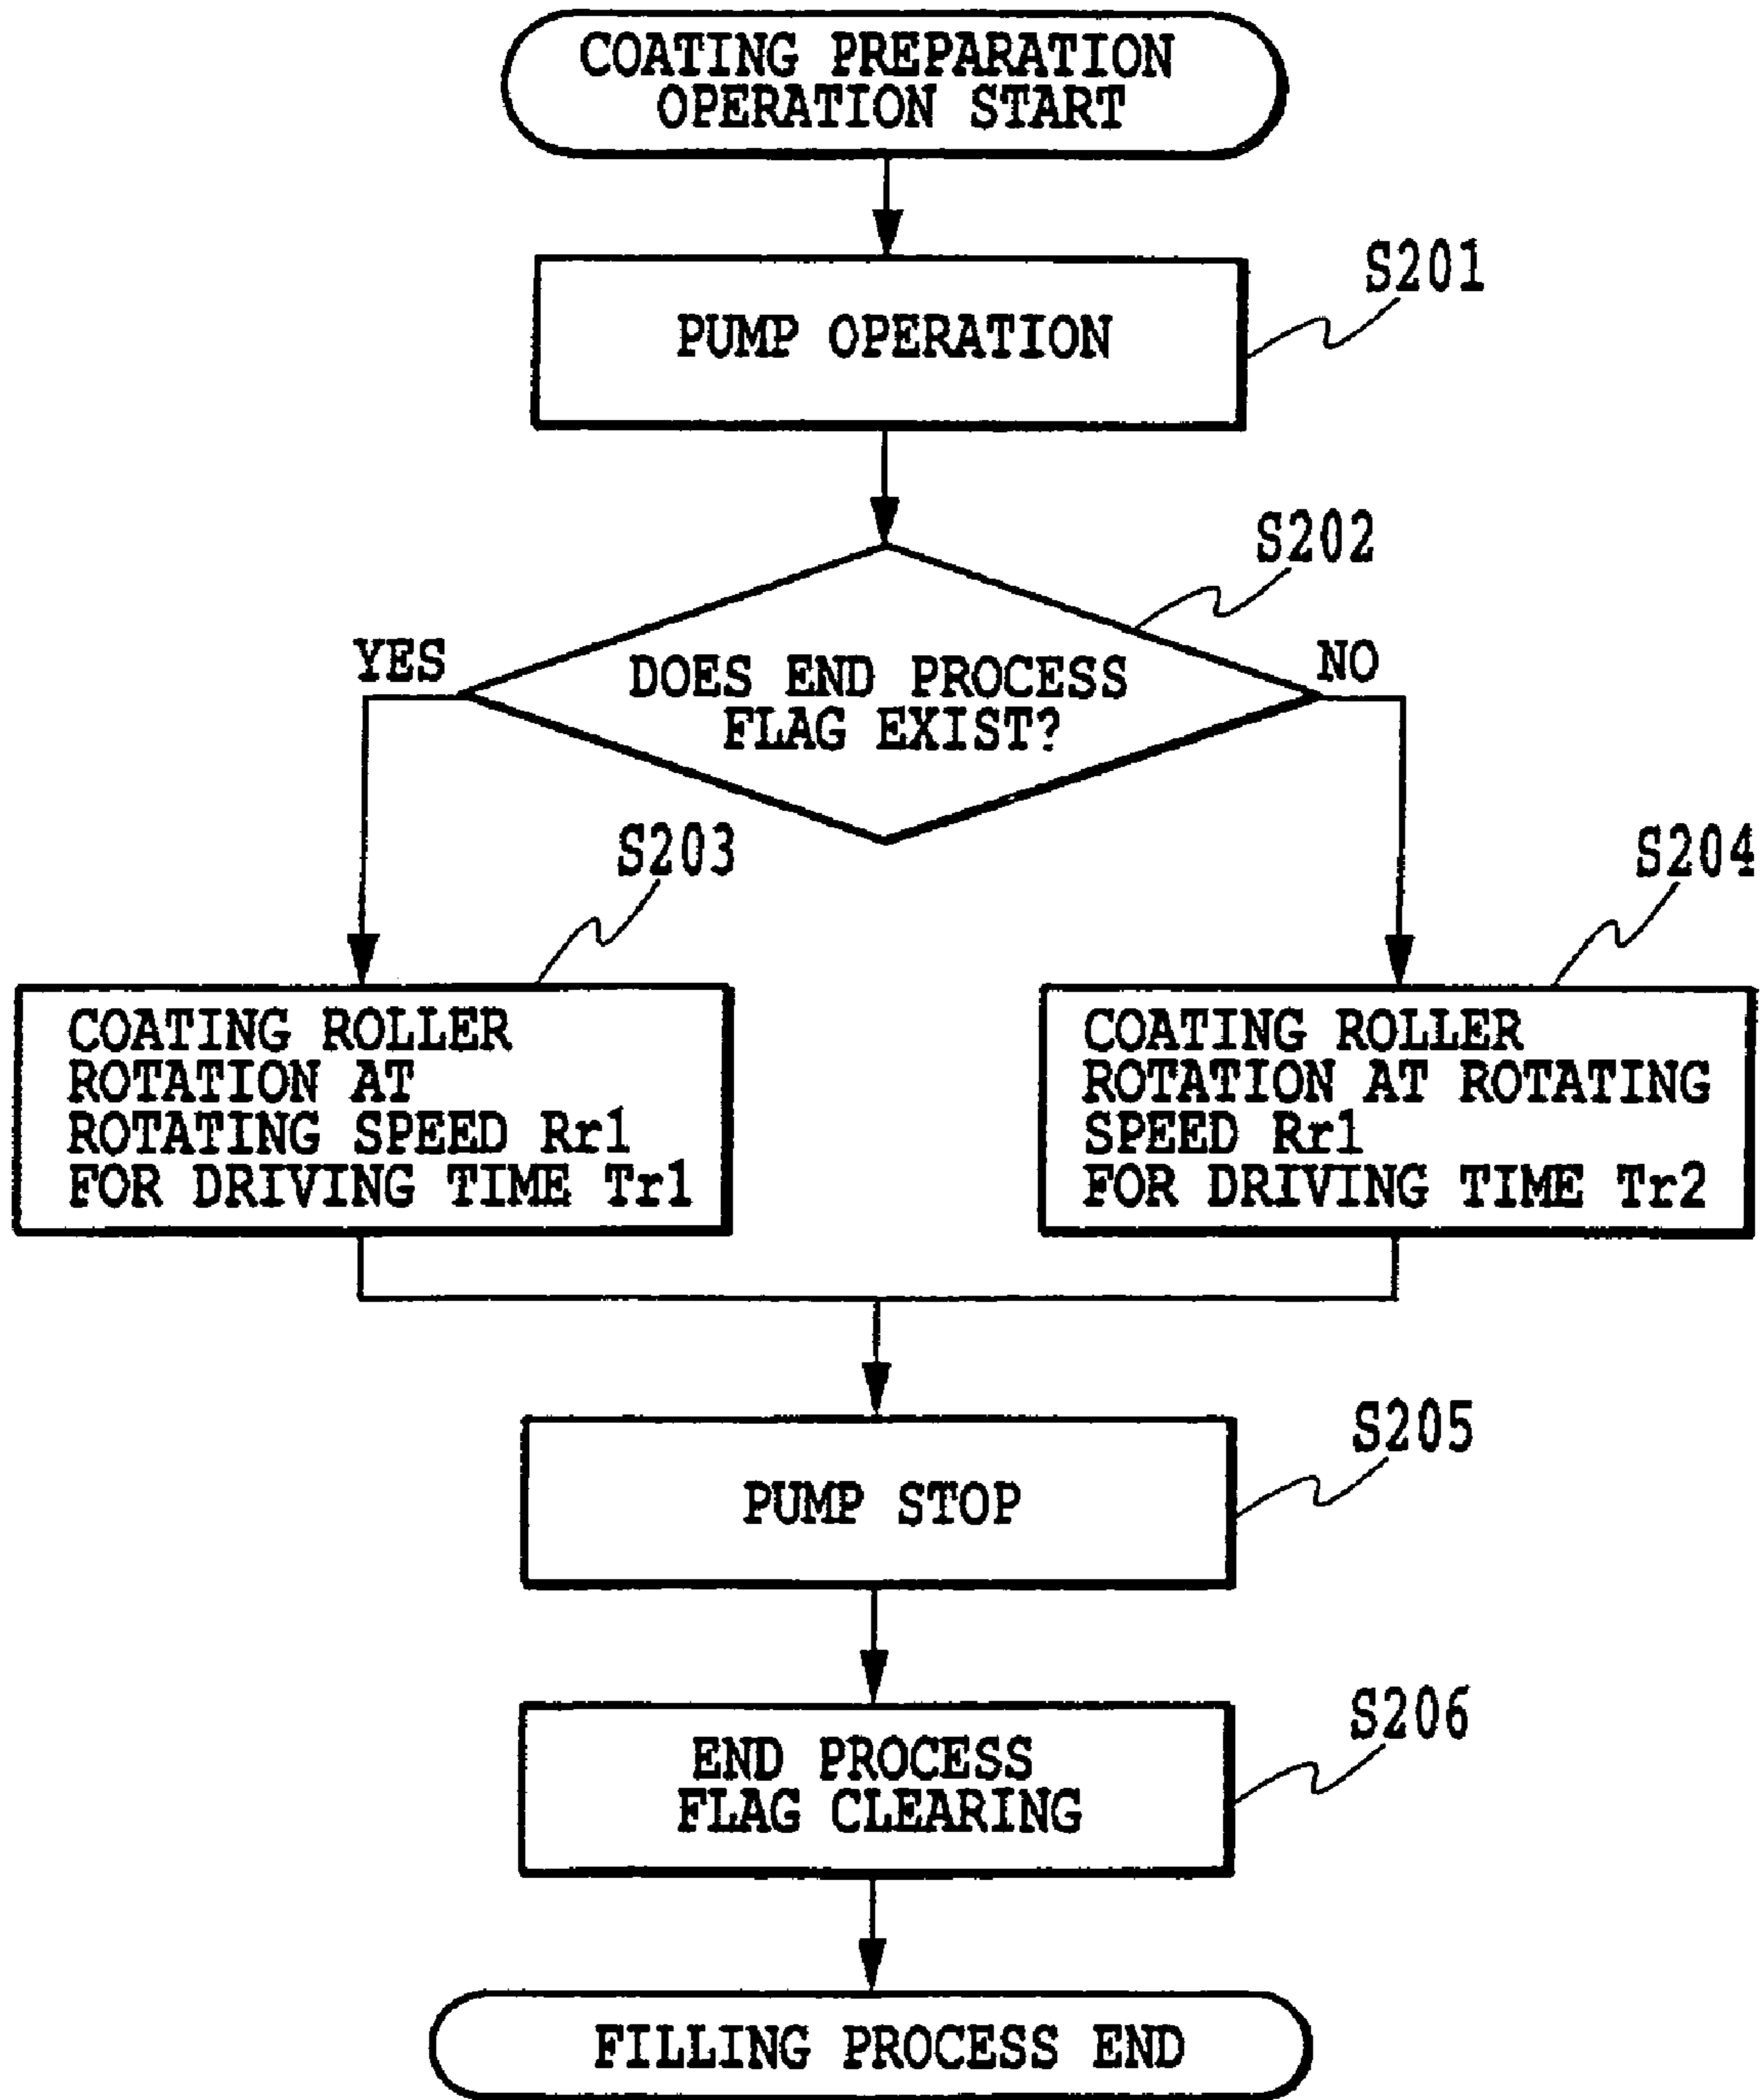 COATING PREPARATION
OPERATION START
S201
PUMP OPERATION
S202
YES
NO
DOES END PROCESS
FLAG EXIST?
S203
S204
COATING ROLLER
ROTATION AT
ROTATING SPEED Rr1
FOR DRIVING TIME Tr1
COATING ROLLER
ROTATION AT ROTATING
SPEED Rr1
FOR DRIVING TIME Tr2
S205
PUMP STOP
S206
END PROCESS
FLAG CLEARING
FILLING PROCESS END